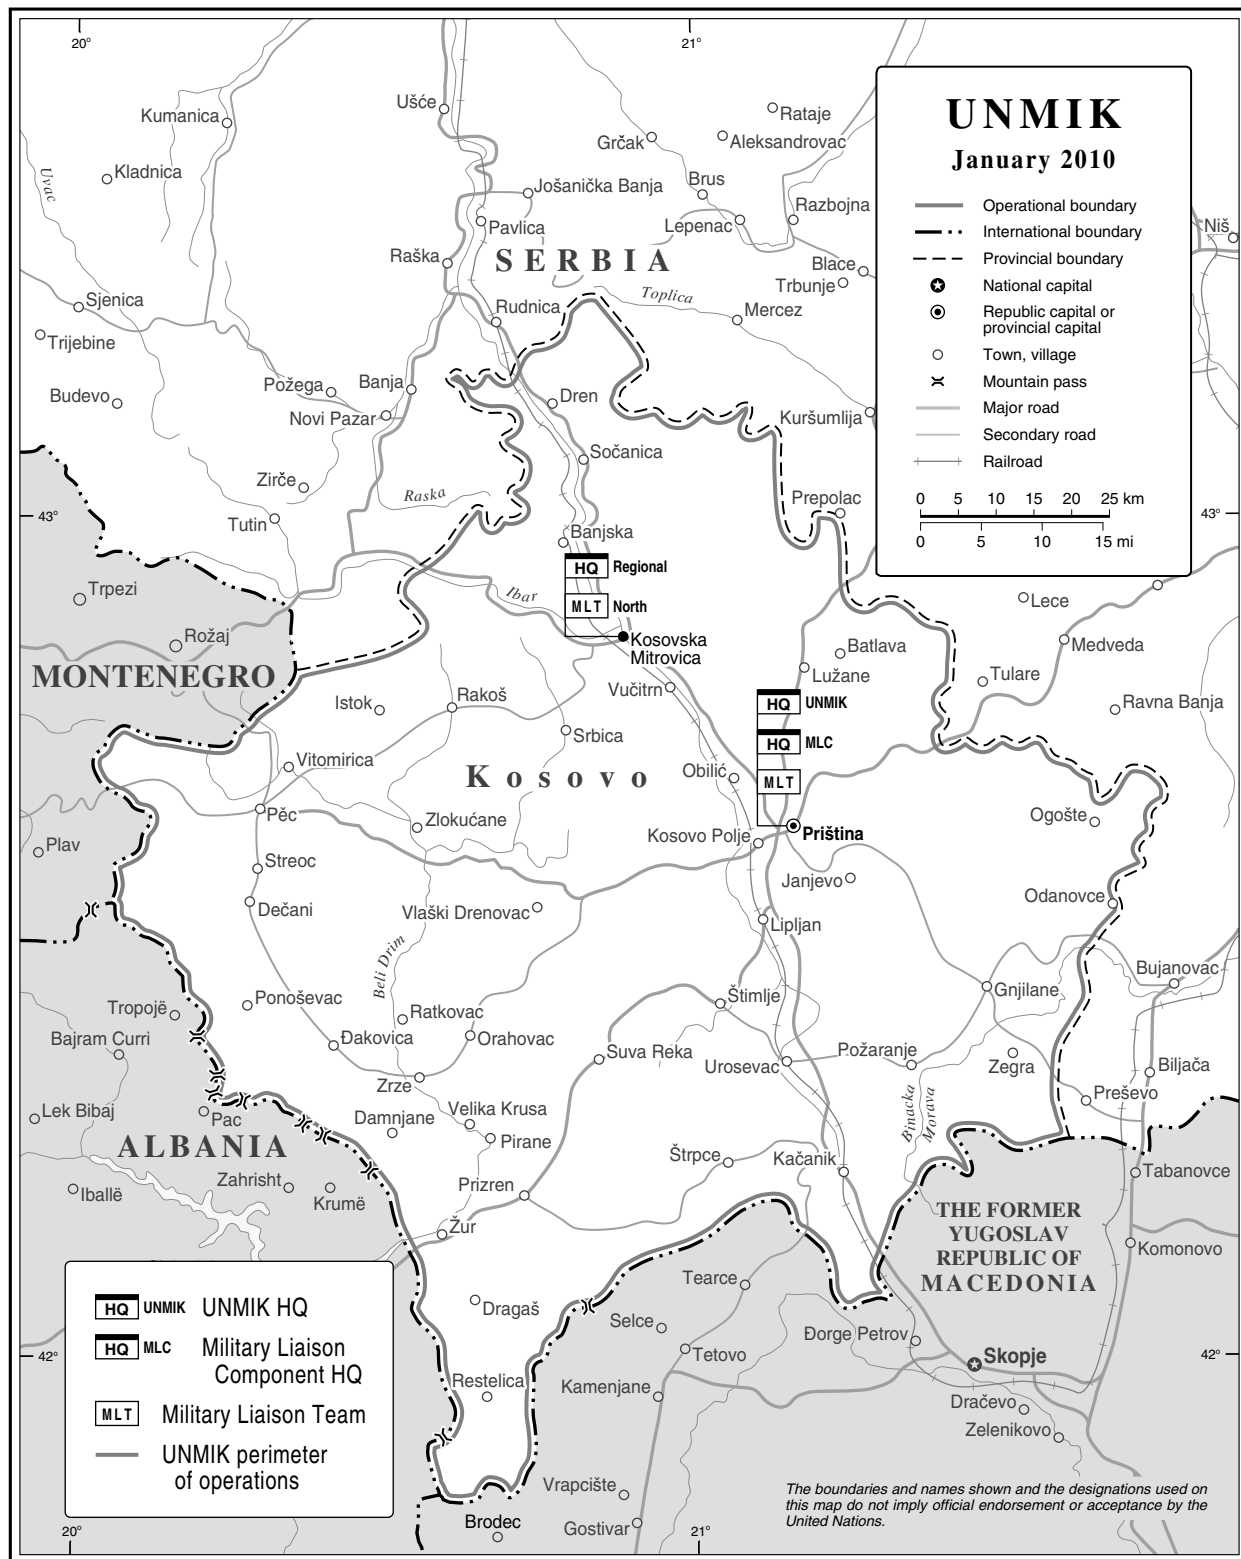 20°
21°
UNMIK
January 2010
Operational boundary
International boundary
Provincial boundary
National capital
Republic capital or
provincial capital
Town, village
Mountain pass
Major road
Secondary road
Railroad
0 5 10 15 20 25 km
0 5 10 15 mi
Ušće
Kumanica
Rataje
Grčak
Aleksandrovac
Kladnica
Uvac
Jošanička Banja
Brus
Razbojna
Pavlica
Lepenac
Niš
Raška
SERBIA
Blace
Trbunje
Toplica
Sjenica
Rudnica
Mercez
Trijebine
Požega
Banja
Budevo
Dren
Novi Pazar
Kuršumlija
Sočanica
Zirče
Raska
Prepolac
43°
43°
Tutin
Banjska
HQ Regional
Trpezi
Ibar
MLT North
Lece
Rožaj
Kosovska
Mitrovica
Batlava
Medveda
MONTENEGRO
Lužane
Tulare
Vučitrn
Istok
Rakoš
HQ UNMIK
Ravna Banja
Srbica
HQ MLC
Vitomirica
Kosovo
Obilić
MLT
Pěc
Zlokućane
Ogošte
Kosovo Polje
Priština
Plav
Streoc
Janjevo
Dečani
Vlaški Drenovac
Odanovce
Lipljan
Beli Drim
Bujanovac
Ponoševac
Štimlje
Gnjilane
Tropojë
Ratkovac
Bajram Curri
Đakovica
Orahovac
Suva Reka
Urosevac
Požaranje
Zegra
Biljača
Zrze
Preševo
Lek Bibaj
Pac
Damnjane
Velika Krusa
Binacka
Morava
ALBANIA
Pirane
Štrpce
Kačanik
Tabanovce
Iballë
Zahrisht
Krumë
Prizren
THE FORMER
YUGOSLAV
REPUBLIC OF
MACEDONIA
Žur
Komonovo
Tearce
Dragaš
Selce
Đorge Petrov
HQ UNMIK UNMIK HQ
HQ MLC Military Liaison
Component HQ
MLT Military Liaison Team
UNMIK perimeter
of operations
Tetovo
Skopje
42°
42°
Restelica
Kamenjane
Dračevo
Zelenikovo
Vrapcište
Brodec
Gostivar
The boundaries and names shown and the designations used on
this map do not imply official endorsement or acceptance by the
United Nations.
20°
21°